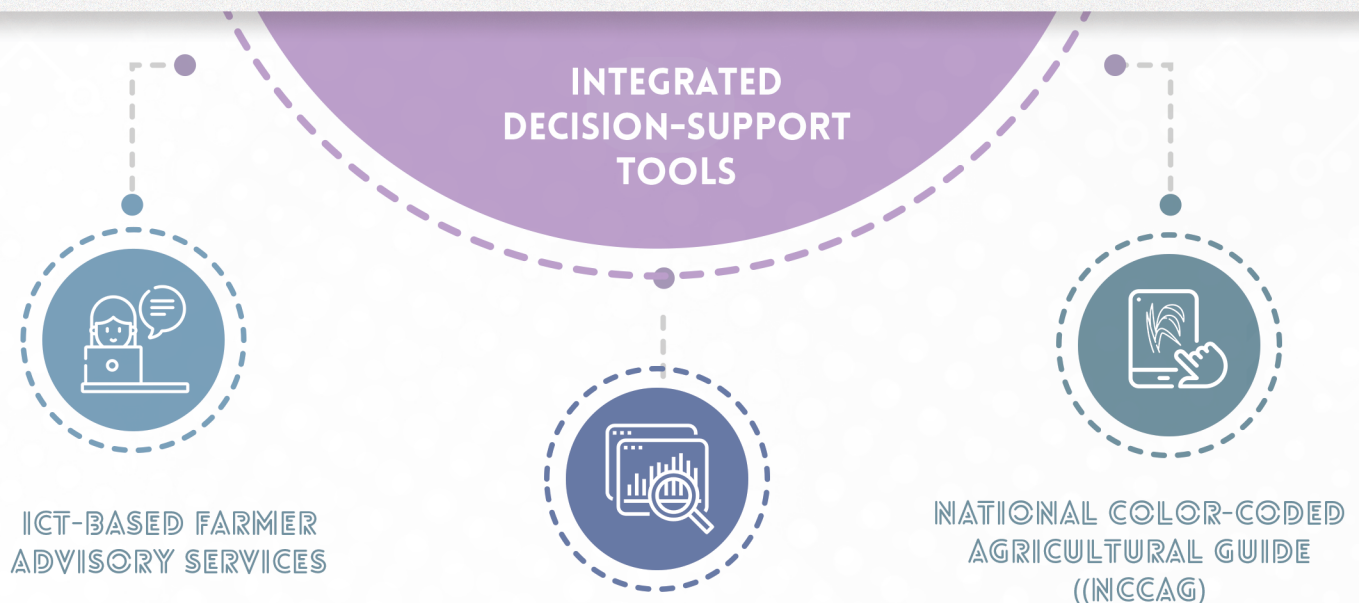 INTEGRATED
DECISION-SUPPORT
TOOLS
ICT-BASED FARMER
ADVISORY SERVICES
NATIONAL COLOR-CODED
AGRICULTURAL GUIDE
((NCCAG)